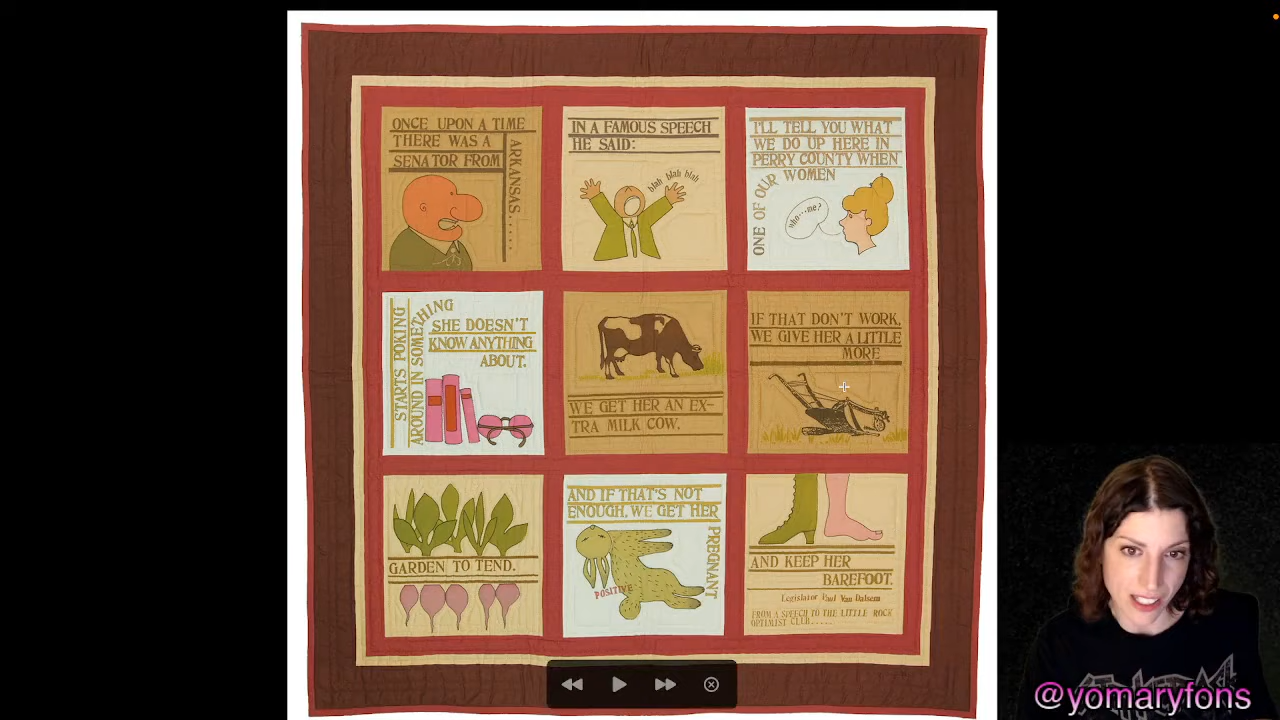 ONCE UPON A TIME
THERE WAS A
SENATOR FROM
ARKANSAS.....
IN A FAMOUS SPEECH
HE SAID:
blah blah blah
I'LL TELL YOU WHAT
WE DO UP HERE IN
PERRY COUNTY WHEN
ONE OF OUR WOMEN
who...me?
STARTS POKING
AROUND IN SOMETHING
SHE DOESN'T
KNOW ANYTHING
ABOUT.
WE GET HER AN EX-
TRA MILK COW.
IF THAT DON'T WORK,
WE GIVE HER A LITTLE
MORE
GARDEN TO TEND.
AND IF THAT'S NOT
ENOUGH, WE GET HER
PREGNANT
POSITIVE
AND KEEP HER
BAREFOOT.
Legislator Paul Van Dalsem
FROM A SPEECH TO THE LITTLE ROCK
OPTIMIST CLUB.....
@yomaryfons